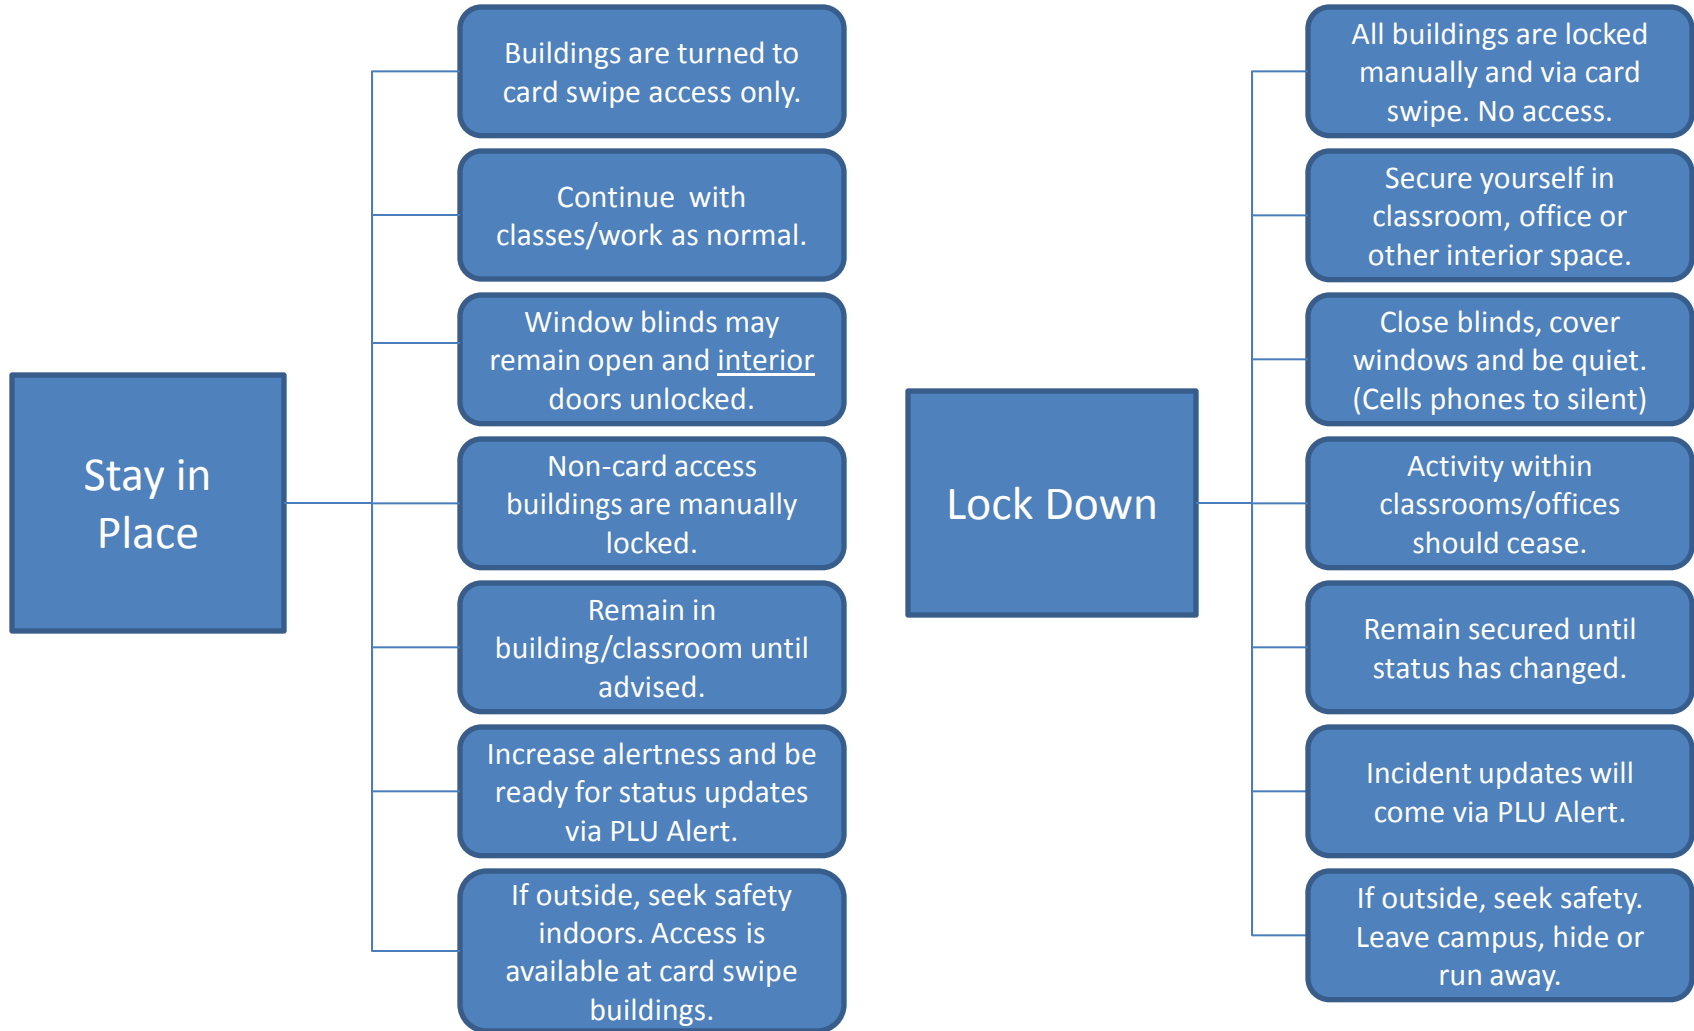 Stay in
Place
Buildings are turned to
card swipe access only.
Continue with
classes/work as normal.
Window blinds may
remain open and interior
doors unlocked.
Non-card access
buildings are manually
locked.
Remain in
building/classroom until
advised.
Increase alertness and be
ready for status updates
via PLU Alert.
If outside, seek safety
indoors. Access is
available at card swipe
buildings.
Lock Down
All buildings are locked
manually and via card
swipe. No access.
Secure yourself in
classroom, office or
other interior space.
Close blinds, cover
windows and be quiet.
(Cells phones to silent)
Activity within
classrooms/offices
should cease.
Remain secured until
status has changed.
Incident updates will
come via PLU Alert.
If outside, seek safety.
Leave campus, hide or
run away.